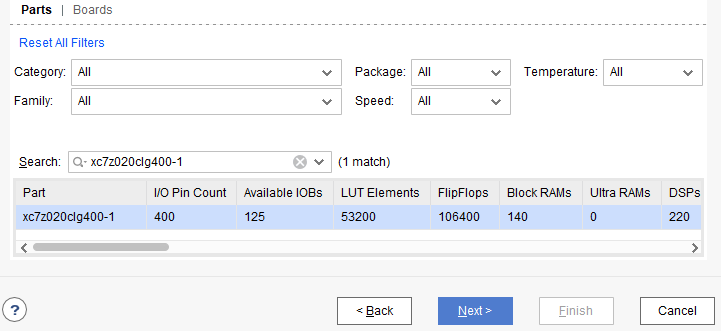 Parts | Boards
Reset All Filters
Category: All Package: All Temperature: All
Family: All Speed: All
Search: xc7z020clg400-1 (1 match)
Part I/O Pin Count Available IOBs LUT Elements FlipFlops Block RAMs Ultra RAMs DSPs
xc7z020clg400-1 400 125 53200 106400 140 0 220
? < Back Next > Finish Cancel